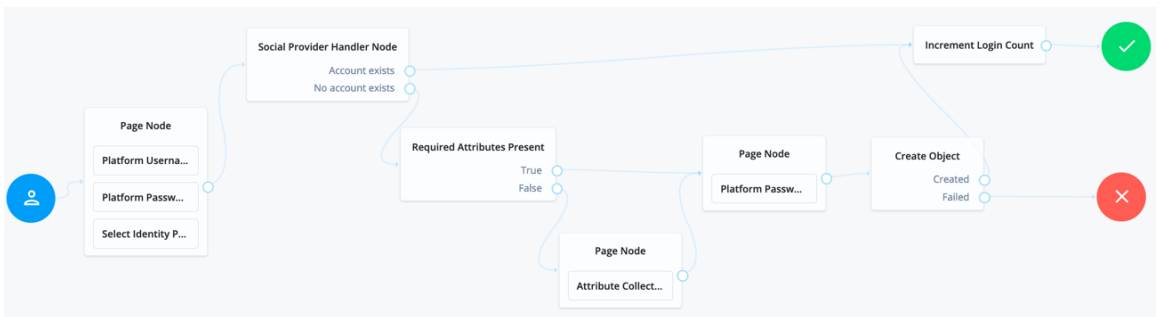 Social Provider Handler Node
Account exists
No account exists
Increment Login Count
Page Node
Platform Userna...
Platform Passw...
Select Identity P...
Required Attributes Present
True
False
Page Node
Platform Passw...
Create Object
Created
Failed
Page Node
Attribute Collect...